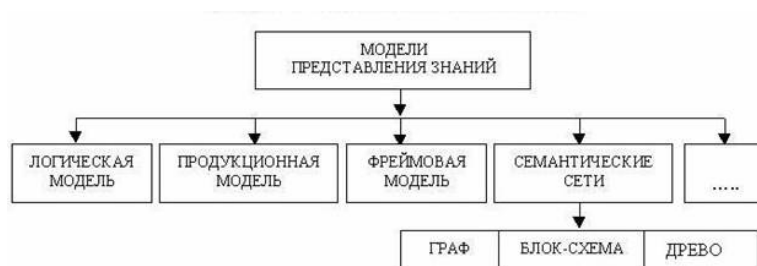 МОДЕЛИ
ПРЕДСТАВЛЕНИЯ ЗНАНИЙ
ЛОГИЧЕСКАЯ
МОДЕЛЬ
ПРОДУКЦИОННАЯ
МОДЕЛЬ
ФРЕЙМОВАЯ
МОДЕЛЬ
СЕМАНТИЧЕСКИЕ
СЕТИ
.....
ГРАФ
БЛОК-СХЕМА
ДРЕВО